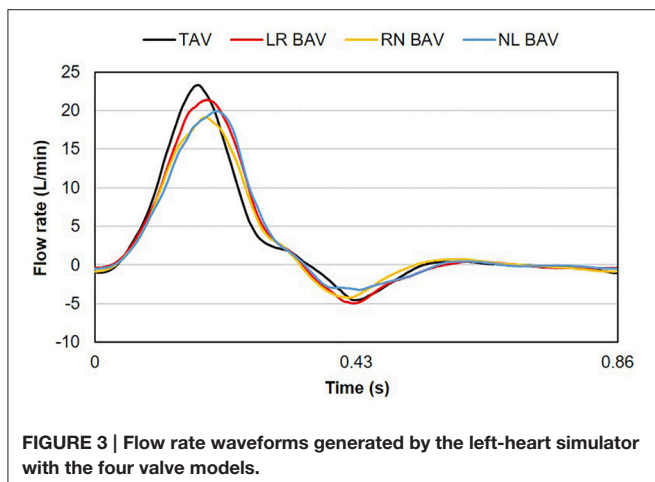 TAV LR BAV RN BAV NL BAV
25
20
15
10
5
0
-5
-10
Flow rate (L/min)
0 0.43 0.86
Time (s)
FIGURE 3 | Flow rate waveforms generated by the left-heart simulator
with the four valve models.